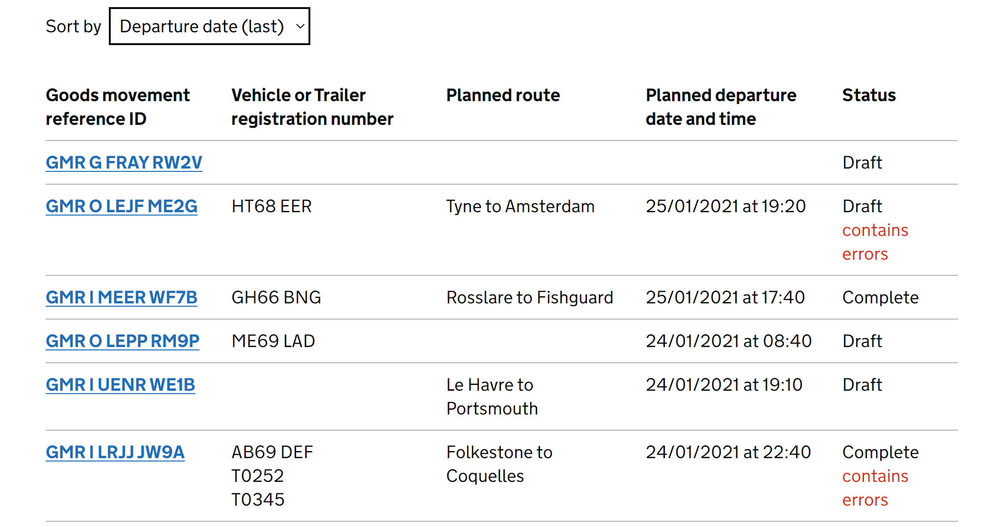 Sort by Departure date (last)
Goods movement reference ID
Vehicle or Trailer registration number
Planned route
Planned departure date and time
Status
GMR G FRAY RW2V Draft
GMR O LEJF ME2G HT68 EER Tyne to Amsterdam 25/01/2021 at 19:20 Draft
contains
errors
GMR I MEER WF7B GH66 BNG Rosslare to Fishguard 25/01/2021 at 17:40 Complete
GMR O LEPP RM9P ME69 LAD 24/01/2021 at 08:40 Draft
GMR I UENR WE1B Le Havre to 24/01/2021 at 19:10 Draft
Portsmouth
GMR I LRJJ JW9A AB69 DEF Folkestone to 24/01/2021 at 22:40 Complete
T0252 Coquelles contains
T0345 errors